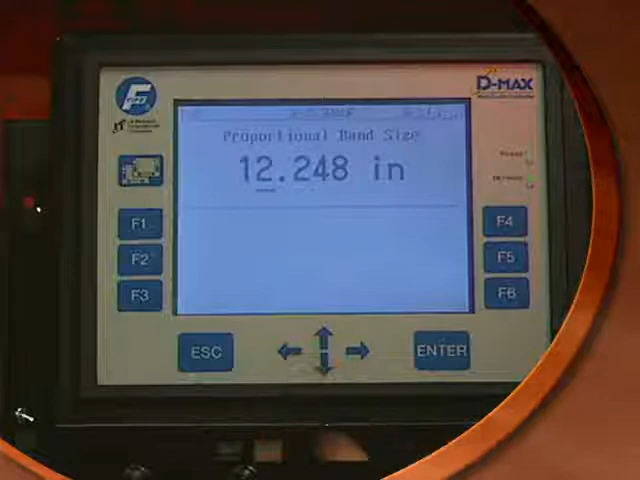 D-MAX
Proportional Band Size
12.248 in
F1
F2
F3
F4
F5
F6
ESC
ENTER